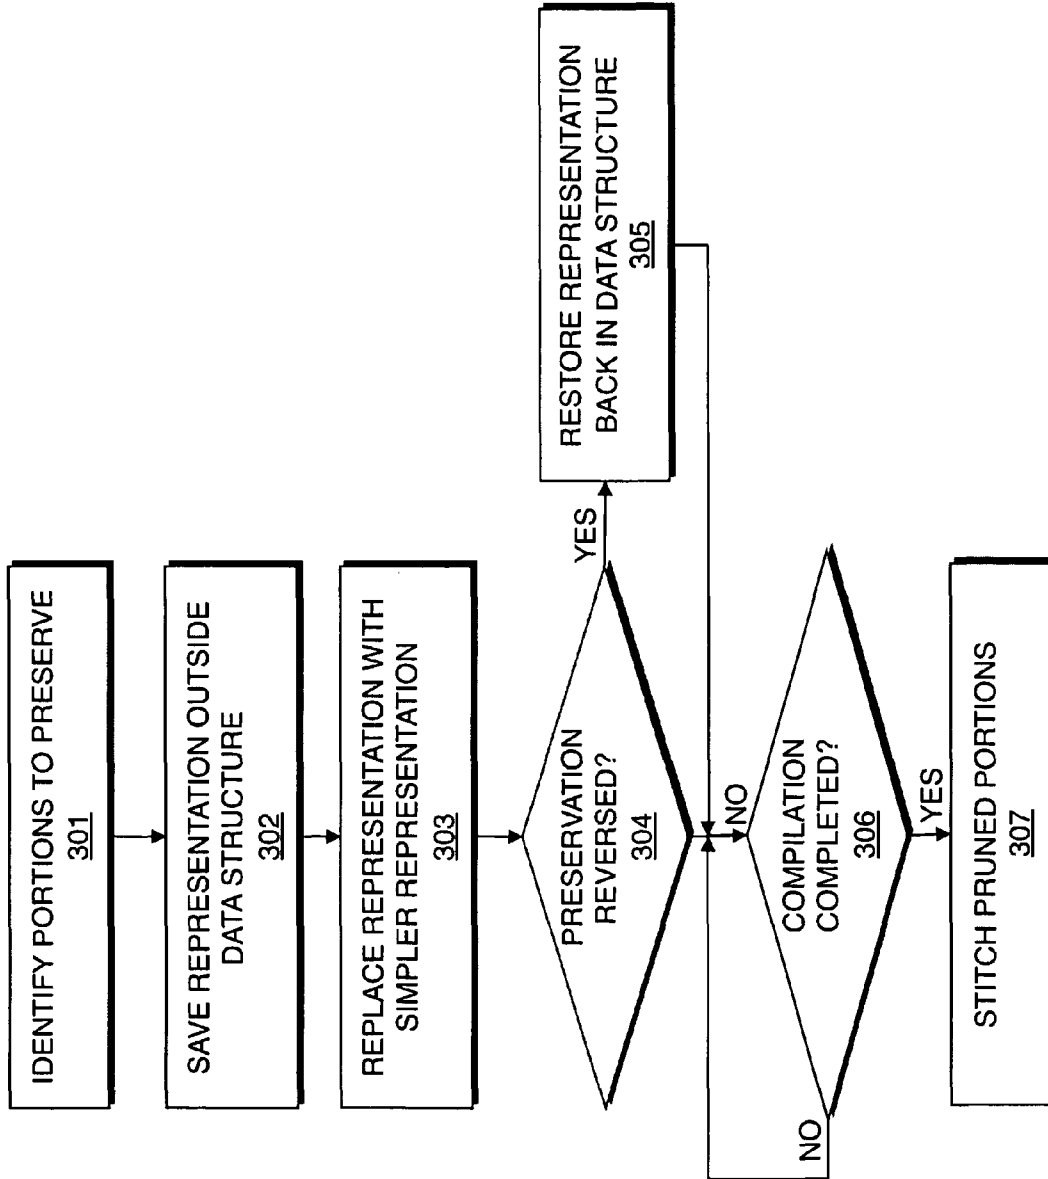 IDENTIFY PORTIONS TO PRESERVE
301
SAVE REPRESENTATION OUTSIDE
DATA STRUCTURE
302
REPLACE REPRESENTATION WITH
SIMPLER REPRESENTATION
303
PRESERVATION
REVERSED?
304
YES
RESTORE REPRESENTATION
BACK IN DATA STRUCTURE
305
NO
COMPILATION
COMPLETED?
306
NO
YES
STITCH PRUNED PORTIONS
307